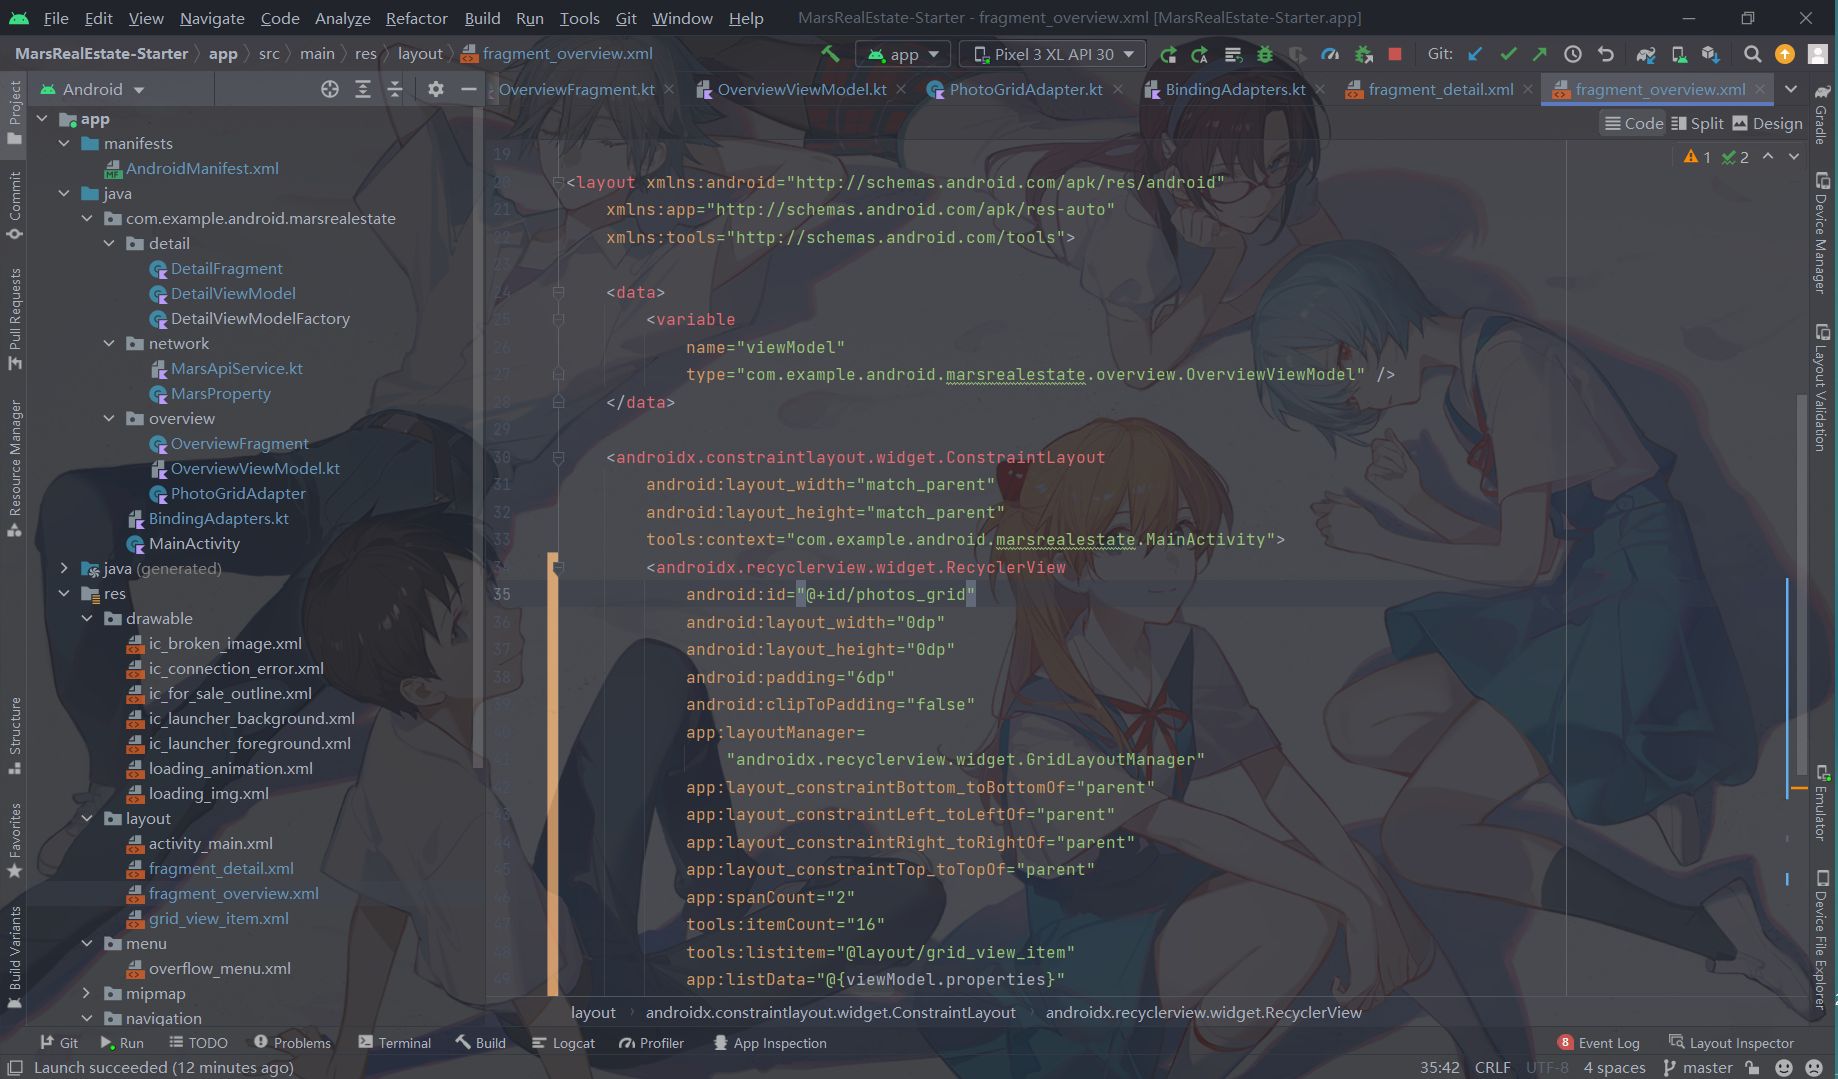 File Edit View Navigate Code Analyze Refactor Build Run Tools Git Window Help MarsRealEstate-Starter - fragment_overview.xml [MarsRealEstate-Starter.app]
MarsRealEstate-Starter app src main res layout fragment_overview.xml app Pixel 3 XL API 30 Git:
Android OverviewFragment.kt OverviewViewModel.kt PhotoGridAdapter.kt BindingAdapters.kt fragment_detail.xml fragment_overview.xml
Code Split Design
1 2
Project
Commit
Pull Requests
Resource Manager
Structure
Favorites
Build Variants
app
manifests
AndroidManifest.xml
java
com.example.android.marsrealestate
detail
DetailFragment
DetailViewModel
DetailViewModelFactory
network
MarsApiService.kt
MarsProperty
overview
OverviewFragment
OverviewViewModel.kt
PhotoGridAdapter
BindingAdapters.kt
MainActivity
java (generated)
res
drawable
ic_broken_image.xml
ic_connection_error.xml
ic_for_sale_outline.xml
ic_launcher_background.xml
ic_launcher_foreground.xml
loading_animation.xml
loading_img.xml
layout
activity_main.xml
fragment_detail.xml
fragment_overview.xml
grid_view_item.xml
menu
overflow_menu.xml
mipmap
navigation
19
20 <layout xmlns:android="http://schemas.android.com/apk/res/android"
21 xmlns:app="http://schemas.android.com/apk/res-auto"
22 xmlns:tools="http://schemas.android.com/tools">
23
24 <data>
25 <variable
26 name="viewModel"
27 type="com.example.android.marsrealestate.overview.OverviewViewModel" />
28 </data>
29
30 <androidx.constraintlayout.widget.ConstraintLayout
31 android:layout_width="match_parent"
32 android:layout_height="match_parent"
33 tools:context="com.example.android.marsrealestate.MainActivity">
34 <androidx.recyclerview.widget.RecyclerView
35 android:id="@+id/photos_grid"
36 android:layout_width="0dp"
37 android:layout_height="0dp"
38 android:padding="6dp"
39 android:clipToPadding="false"
40 app:layoutManager=
41 "androidx.recyclerview.widget.GridLayoutManager"
42 app:layout_constraintBottom_toBottomOf="parent"
43 app:layout_constraintLeft_toLeftOf="parent"
44 app:layout_constraintRight_toRightOf="parent"
45 app:layout_constraintTop_toTopOf="parent"
46 app:spanCount="2"
47 tools:itemCount="16"
48 tools:listitem="@layout/grid_view_item"
49 app:listData="@{viewModel.properties}"
layout androidx.constraintlayout.widget.ConstraintLayout androidx.recyclerview.widget.RecyclerView
Gradle
Device Manager
Layout Validation
Emulator
Device File Explorer
Git Run TODO Problems Terminal Build Logcat Profiler App Inspection 8 Event Log Layout Inspector
Launch succeeded (12 minutes ago) 35:42 CRLF UTF-8 4 spaces master